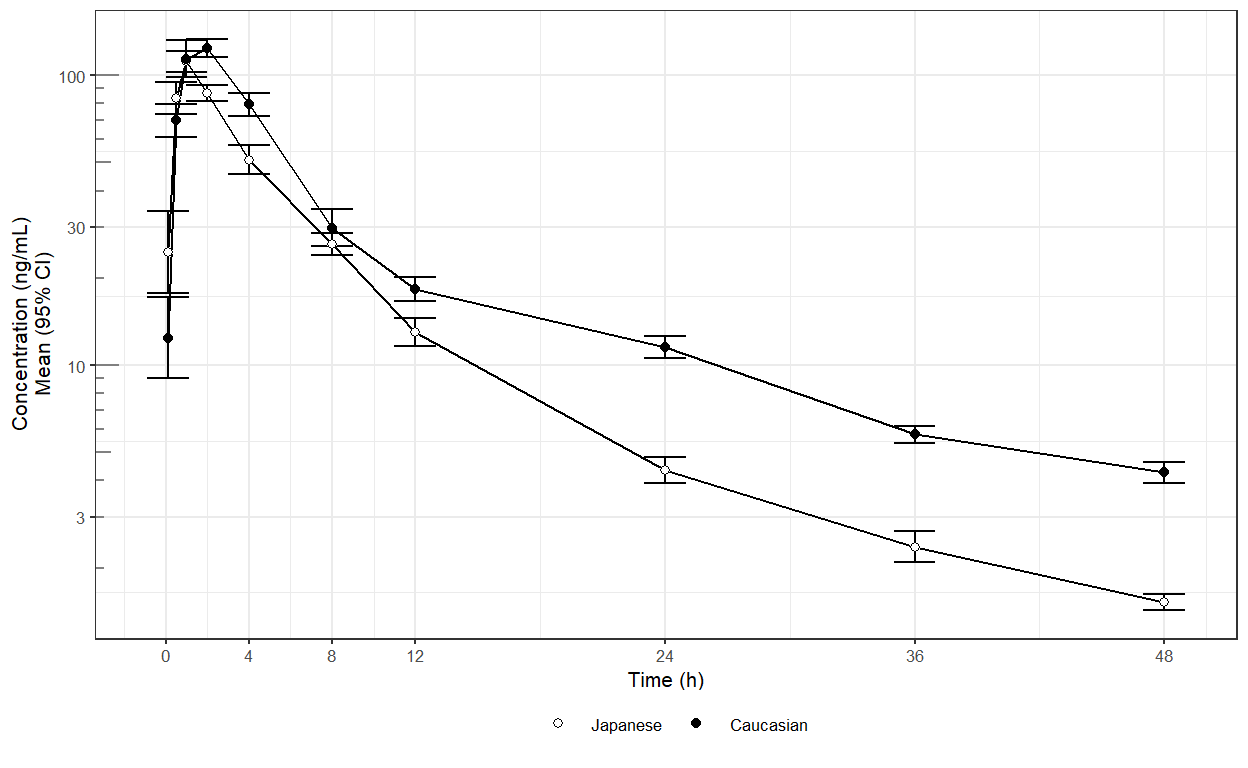 Concentration (ng/mL)
Mean (95% CI)
100
30
10
3
0 4 8 12 24 36 48
Time (h)
Japanese Caucasian